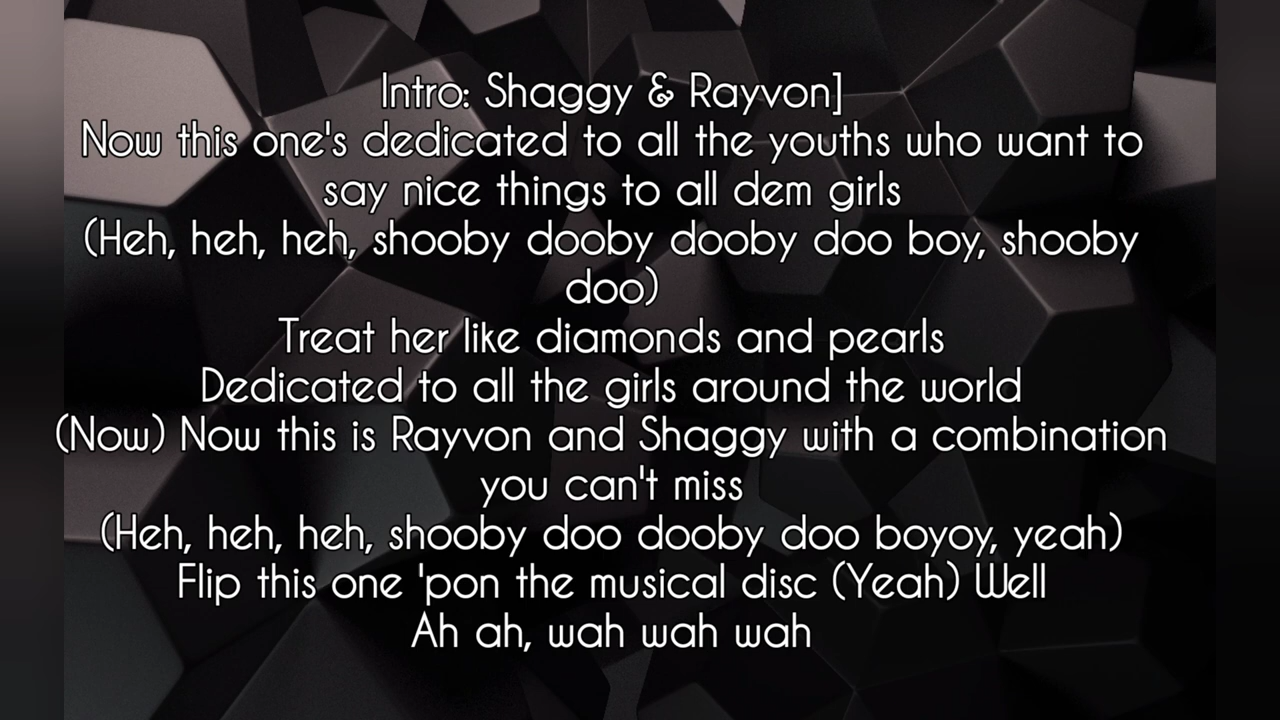 Intro: Shaggy & Rayvon]
Now this one's dedicated to all the youths who want to
say nice things to all dem girls
(Heh, heh, heh, shooby dooby dooby doo boy, shooby
doo)
Treat her like diamonds and pearls
Dedicated to all the girls around the world
(Now) Now this is Rayvon and Shaggy with a combination
you can't miss
(Heh, heh, heh, shooby doo dooby doo boyoy, yeah)
Flip this one 'pon the musical disc (Yeah) Well
Ah ah, wah wah wah